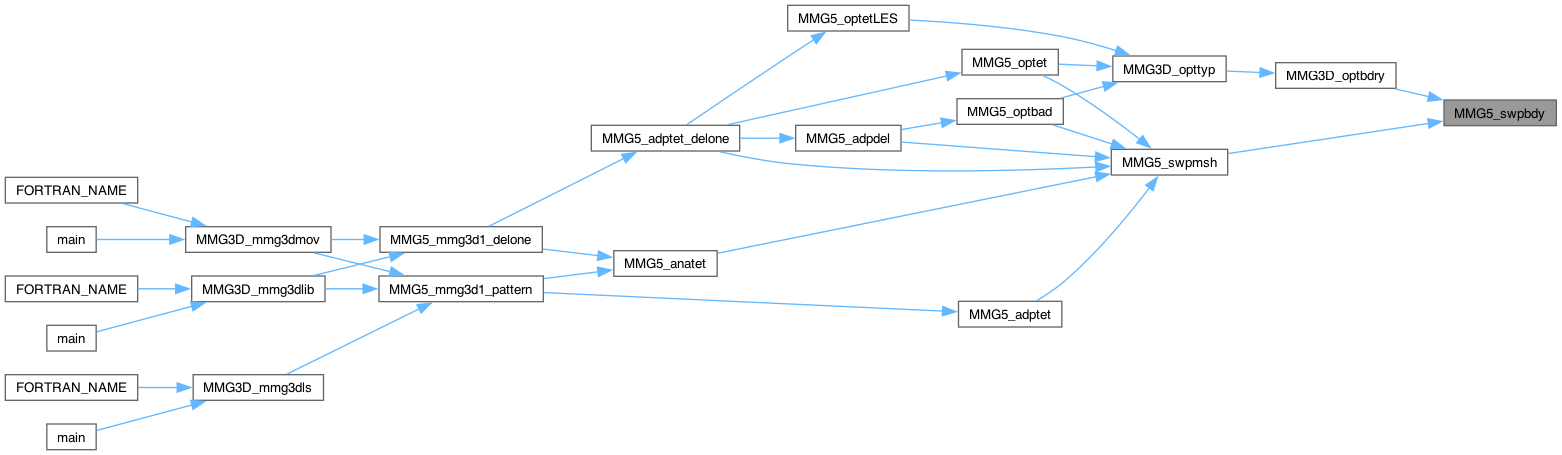 MMG5_optetLES
MMG5_optet
MMG3D_opttyp
MMG3D_optbdry
MMG5_swpbdy
MMG5_optbad
MMG5_adptet_delone
MMG5_adpdel
MMG5_swpmsh
FORTRAN_NAME
main
MMG3D_mmg3dmov
MMG5_mmg3d1_delone
MMG5_anatet
FORTRAN_NAME
MMG3D_mmg3dlib
MMG5_mmg3d1_pattern
MMG5_adptet
main
FORTRAN_NAME
MMG3D_mmg3dls
main